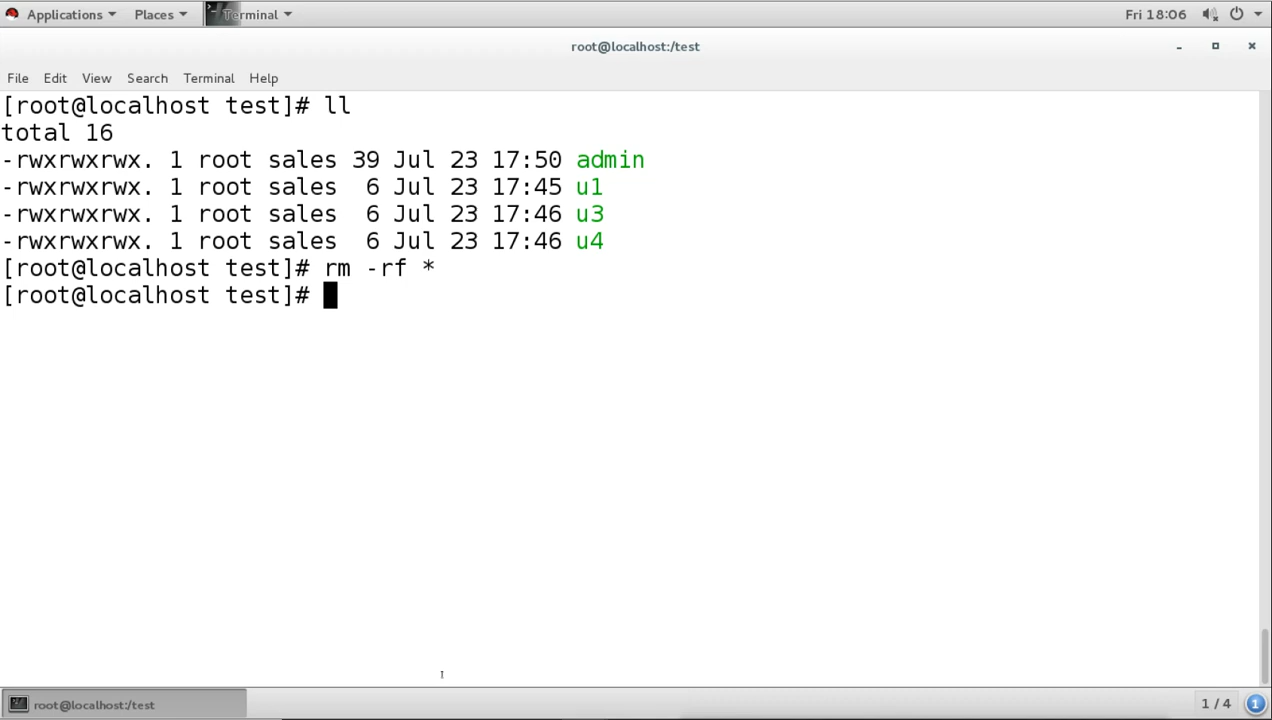 Applications Places Terminal Fri 18:06
root@localhost:/test
File Edit View Search Terminal Help
[root@localhost test]# ll
total 16
-rwxrwxrwx. 1 root sales 39 Jul 23 17:50 admin
-rwxrwxrwx. 1 root sales  6 Jul 23 17:45 u1
-rwxrwxrwx. 1 root sales  6 Jul 23 17:46 u3
-rwxrwxrwx. 1 root sales  6 Jul 23 17:46 u4
[root@localhost test]# rm -rf *
[root@localhost test]#
root@localhost:/test 1 / 4 1